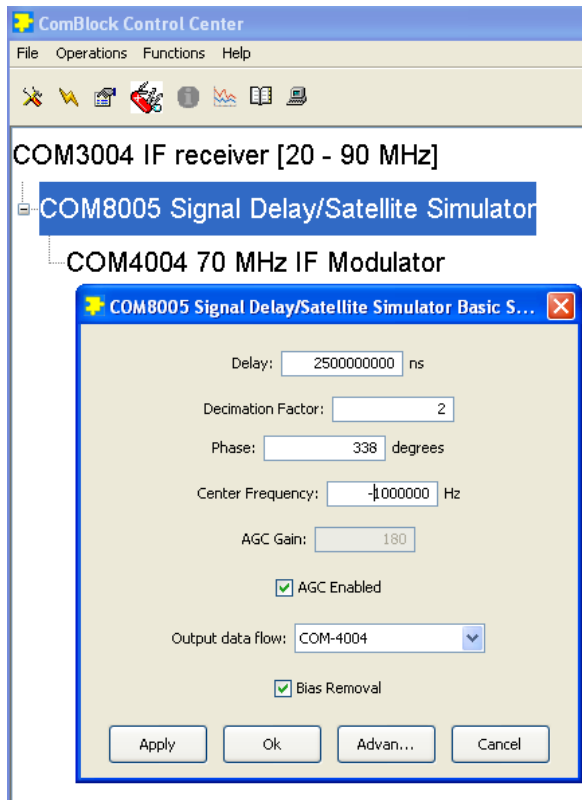 ComBlock Control Center
File Operations Functions Help
COM3004 IF receiver [20 - 90 MHz]
COM8005 Signal Delay/Satellite Simulator
COM4004 70 MHz IF Modulator
COM8005 Signal Delay/Satellite Simulator Basic S...
Delay: 2500000000 ns
Decimation Factor: 2
Phase: 338 degrees
Center Frequency: -1000000 Hz
AGC Gain: 180
AGC Enabled
Output data flow: COM-4004
Bias Removal
Apply Ok Advan... Cancel